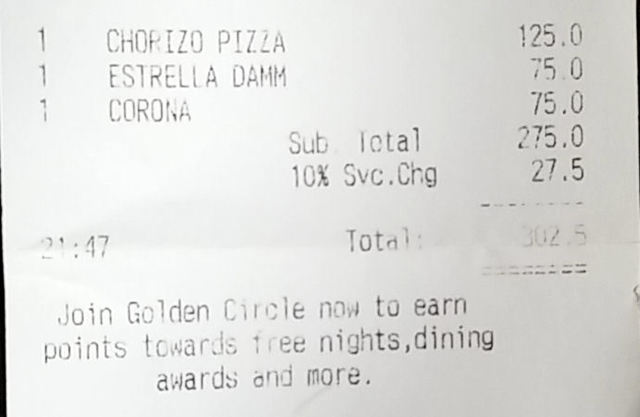 1 CHORIZO PIZZA 125.0
1 ESTRELLA DAMM 75.0
1 CORONA 75.0
Sub Total 275.0
10% Svc.Chg 27.5
21:47 Total: 302.5
Join Golden Circle now to earn
points towards free nights,dining
awards and more.